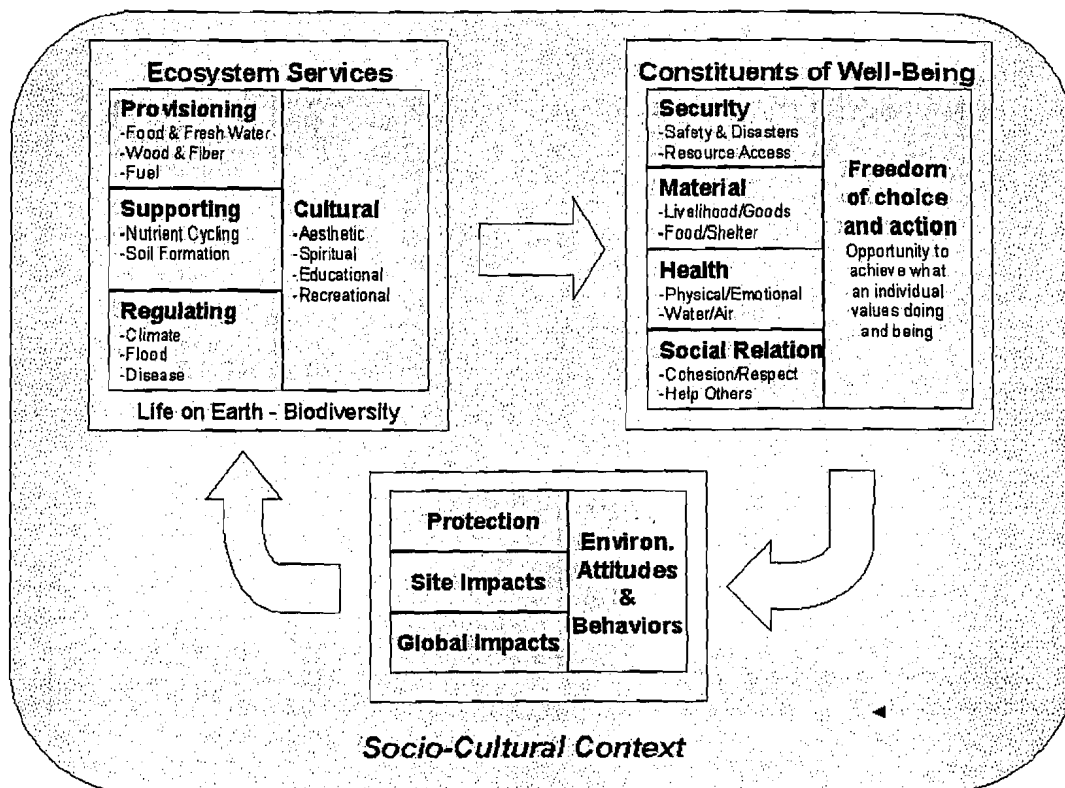 Ecosystem Services
Provisioning
-Food & Fresh Water
-Wood & Fiber
-Fuel
Supporting
-Nutrient Cycling
-Soil Formation
Regulating
-Climate
-Flood
-Disease
Cultural
-Aesthetic
-Spiritual
-Educational
-Recreational
Life on Earth - Biodiversity
Constituents of Well-Being
Security
-Safety & Disasters
-Resource Access
Material
-Livelihood/Goods
-Food/Shelter
Health
-Physical/Emotional
-Water/Air
Social Relation
-Cohesion/Respect
-Help Others
Freedom
of choice
and action
Opportunity to
achieve what
an individual
values doing
and being
Protection
Site Impacts
Global Impacts
Environ.
Attitudes
&
Behaviors
Socio-Cultural Context